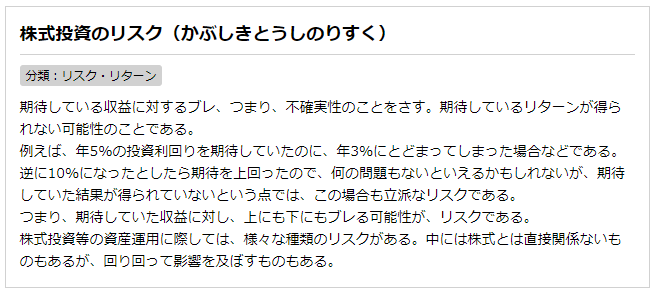 株式投資のリスク（かぶしきとうしのりすく）
分類：リスク・リターン
期待している収益に対するブレ、つまり、不確実性のことをさす。期待しているリターンが得ら
れない可能性のことである。
例えば、年5%の投資利回りを期待していたのに、年3%にとどまってしまった場合などである。
逆に10%になったとしたら期待を上回ったので、何の問題もないといえるかもしれないが、期待
していた結果が得られていないという点では、この場合も立派なリスクである。
つまり、期待していた収益に対し、上にも下にもブレる可能性が、リスクである。
株式投資等の資産運用に際しては、様々な種類のリスクがある。中には株式とは直接関係ないも
のもあるが、回り回って影響を及ぼすものもある。